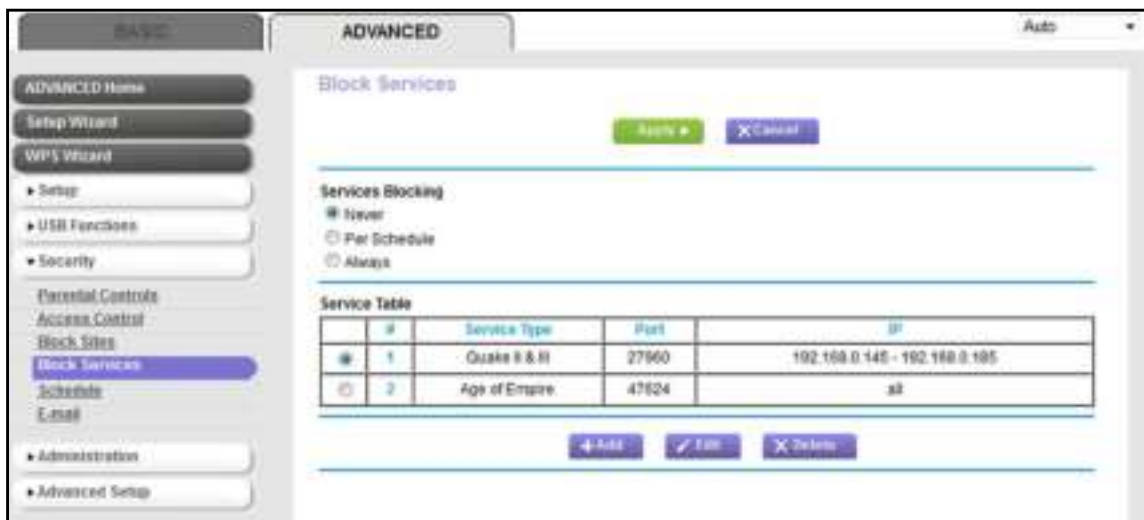 BASIC
ADVANCED
Auto
ADVANCED Home
Setup Wizard
WPS Wizard
Setup
USB Functions
Security
Parental Controls
Access Control
Block Sites
Block Services
Schedule
E-mail
Administration
Advanced Setup
Block Services
Apply
Cancel
Services Blocking
Never
Per Schedule
Always
Service Table
# Service Type Port IP
1 Quake II & III 27960 192.168.0.145 - 192.168.0.185
2 Age of Empire 47624 all
Add Edit Delete